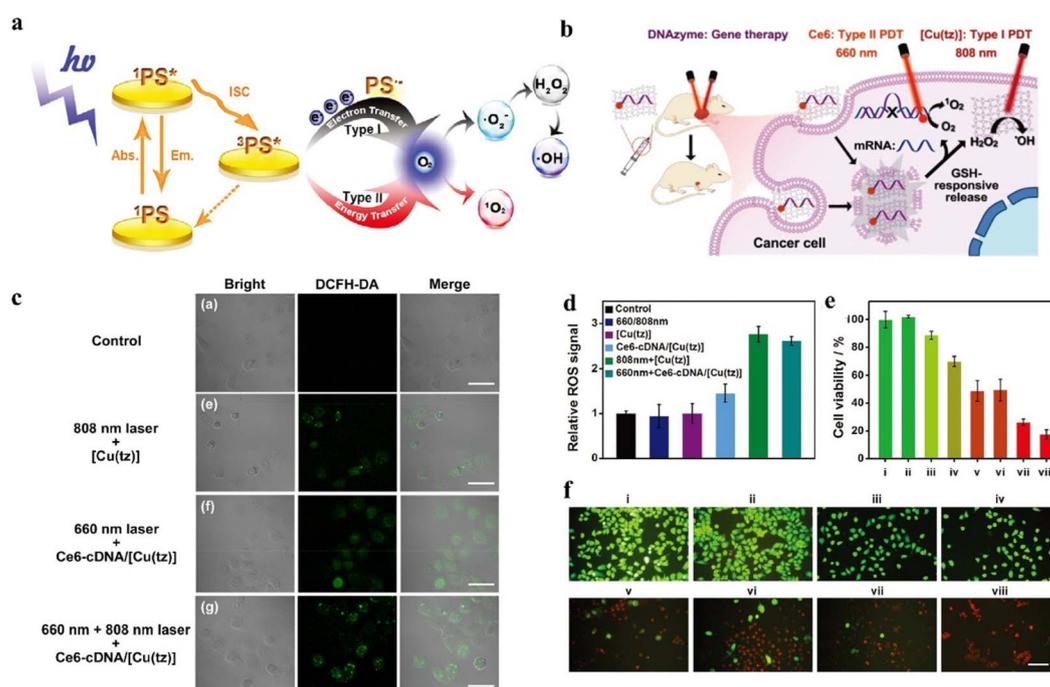 a
hν
¹PS*
ISC
³PS*
Abs.
Em.
¹PS
PS·-
e⁻ e⁻ e⁻
Electron Transfer
Type I
O₂
Type II
Energy Transfer
·O₂⁻
H₂O₂
·OH
¹O₂
b
DNAzyme: Gene therapy
Ce6: Type II PDT
660 nm
[Cu(tz)]: Type I PDT
808 nm
X
¹O₂
O₂
mRNA:
H₂O₂
·OH
GSH-
responsive
release
Cancer cell
c
Bright DCFH-DA Merge
Control
(a)
808 nm laser
+
[Cu(tz)]
(e)
660 nm laser
+
Ce6-cDNA/[Cu(tz)]
(f)
660 nm + 808 nm laser
+
Ce6-cDNA/[Cu(tz)]
(g)
d
Relative ROS signal
3
2
1
0
Control
660/808nm
[Cu(tz)]
Ce6-cDNA/[Cu(tz)]
808nm+[Cu(tz)]
660nm+Ce6-cDNA/[Cu(tz)]
e
Cell viability / %
100
80
60
40
20
0
i ii iii iv v vi vii vii
f
i ii iii iv
v vi vii viii